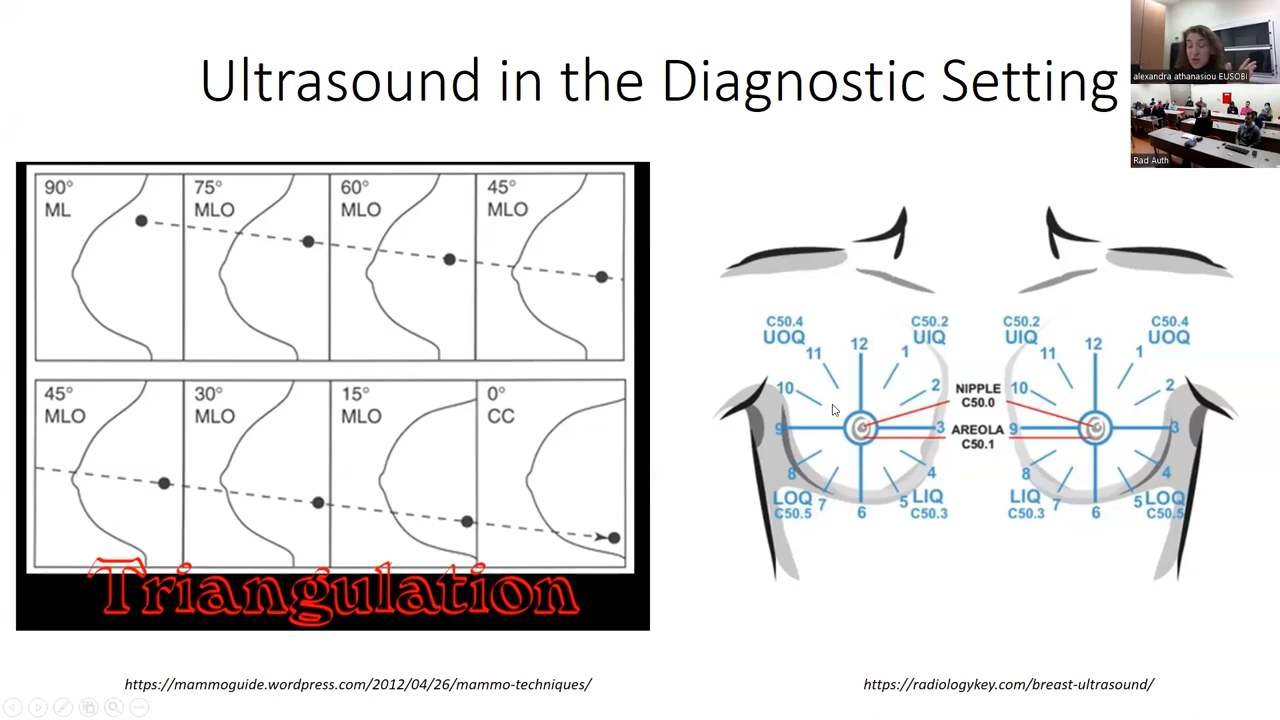 Ultrasound in the Diagnostic Setting
alexandra athanasiou EUSOBI
Rad Auth
90° 75° 60° 45°
ML MLO MLO MLO
45° 30° 15° 0°
MLO MLO MLO CC
Triangulation
C50.4 C50.2 C50.2 C50.4
UOQ UIQ UIQ UOQ
12 12
11 1 11 1
10 2 NIPPLE 10 2
C50.0
9 3 AREOLA 9 3
C50.1
8 4 8 4
LOQ 7 5 LIQ LIQ 7 5 LOQ
C50.5 6 C50.3 C50.3 6 C50.5
https://mammoguide.wordpress.com/2012/04/26/mammo-techniques/
https://radiologykey.com/breast-ultrasound/